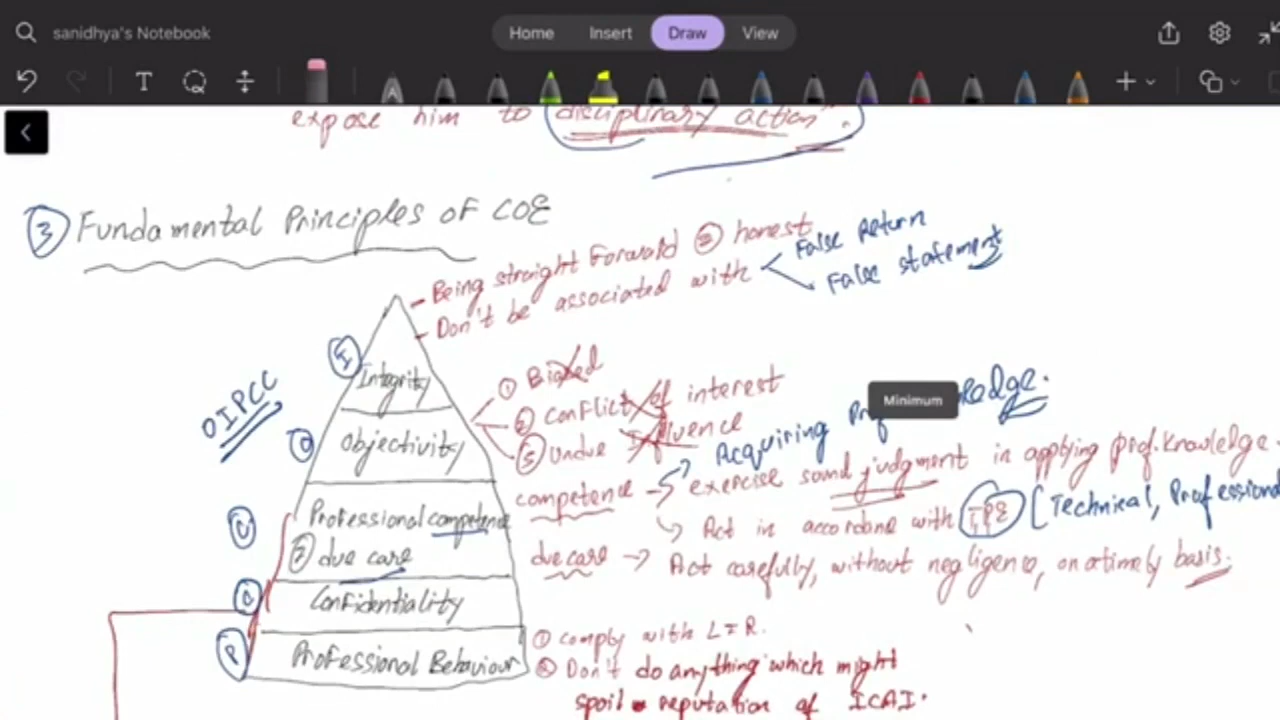 sanidhya's Notebook
Home Insert Draw View
T
expose him to "disciplinary action".
③ Fundamental Principles of COE
- Being straight forward & honest
- Don't be associated with
False Return
False statement
OIPCC
I Integrity
① Biased
② Conflict of interest
③ undue Influence
O Objectivity
Professional competence
& due care
competence → Acquiring
Minimum
exercise sound judgment in applying prof. knowledge.
Act in accordance with TPE [Technical, Professional
due care → Act carefully, without negligence, on a timely basis.
Confidentiality
P Professional Behaviour
① comply with L&R.
② Don't do anything which might
spoil reputation of ICAI.